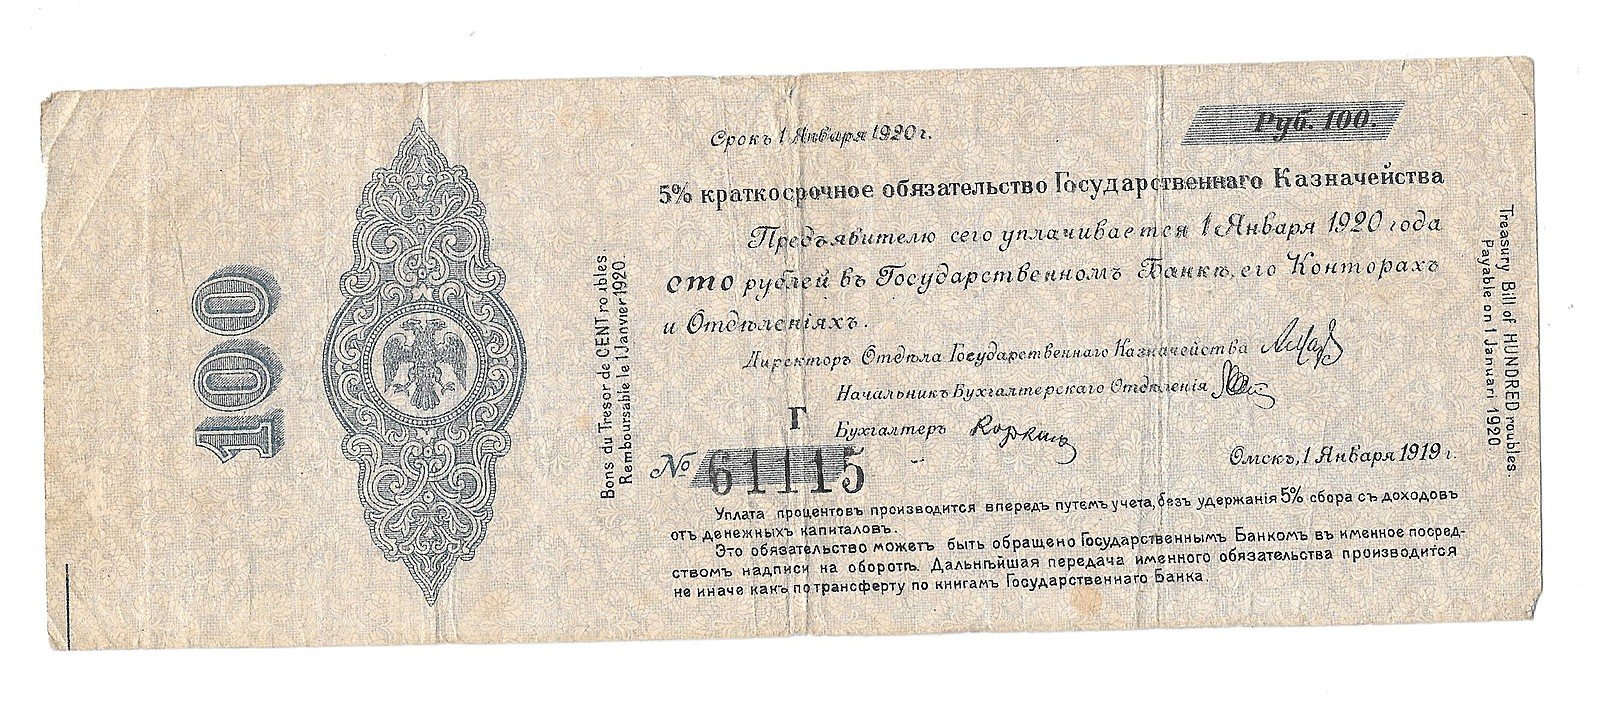 100
Bons du Tresor de CENT roubles.
Remboursable le 1 Janvier 1920.
Срокъ 1 Января 1920 г.
Руб. 100.
5% краткосрочное обязательство Государственнаго Казначейства
Предъявителю сего уплачивается 1 Января 1920 года
сто рублей въ Государственномъ Банкѣ, его Конторахъ
и Отдѣленіяхъ.
Директоръ Отдѣла Государственнаго Казначейства
Начальникъ Бухгалтерскаго Отдѣленія
Г
Бухгалтеръ
№ 61115
Омскъ, 1 Января 1919 г.
Уплата процентовъ производится впередъ путемъ учета, безъ удержанія 5% сбора съ доходовъ
отъ денежныхъ капиталовъ.
Это обязательство можетъ быть обращено Государственнымъ Банкомъ въ именное посред-
ствомъ надписи на оборотѣ. Дальнѣйшая передача именного обязательства производится
не иначе какъ по трансферту по книгамъ Государственнаго Банка.
Treasury Bill of HUNDRED roubles.
Payable on 1 Januari 1920